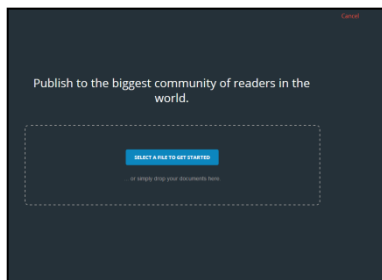 Cancel
Publish to the biggest community of readers in the
world.
SELECT A FILE TO GET STARTED
... or simply drop your documents here